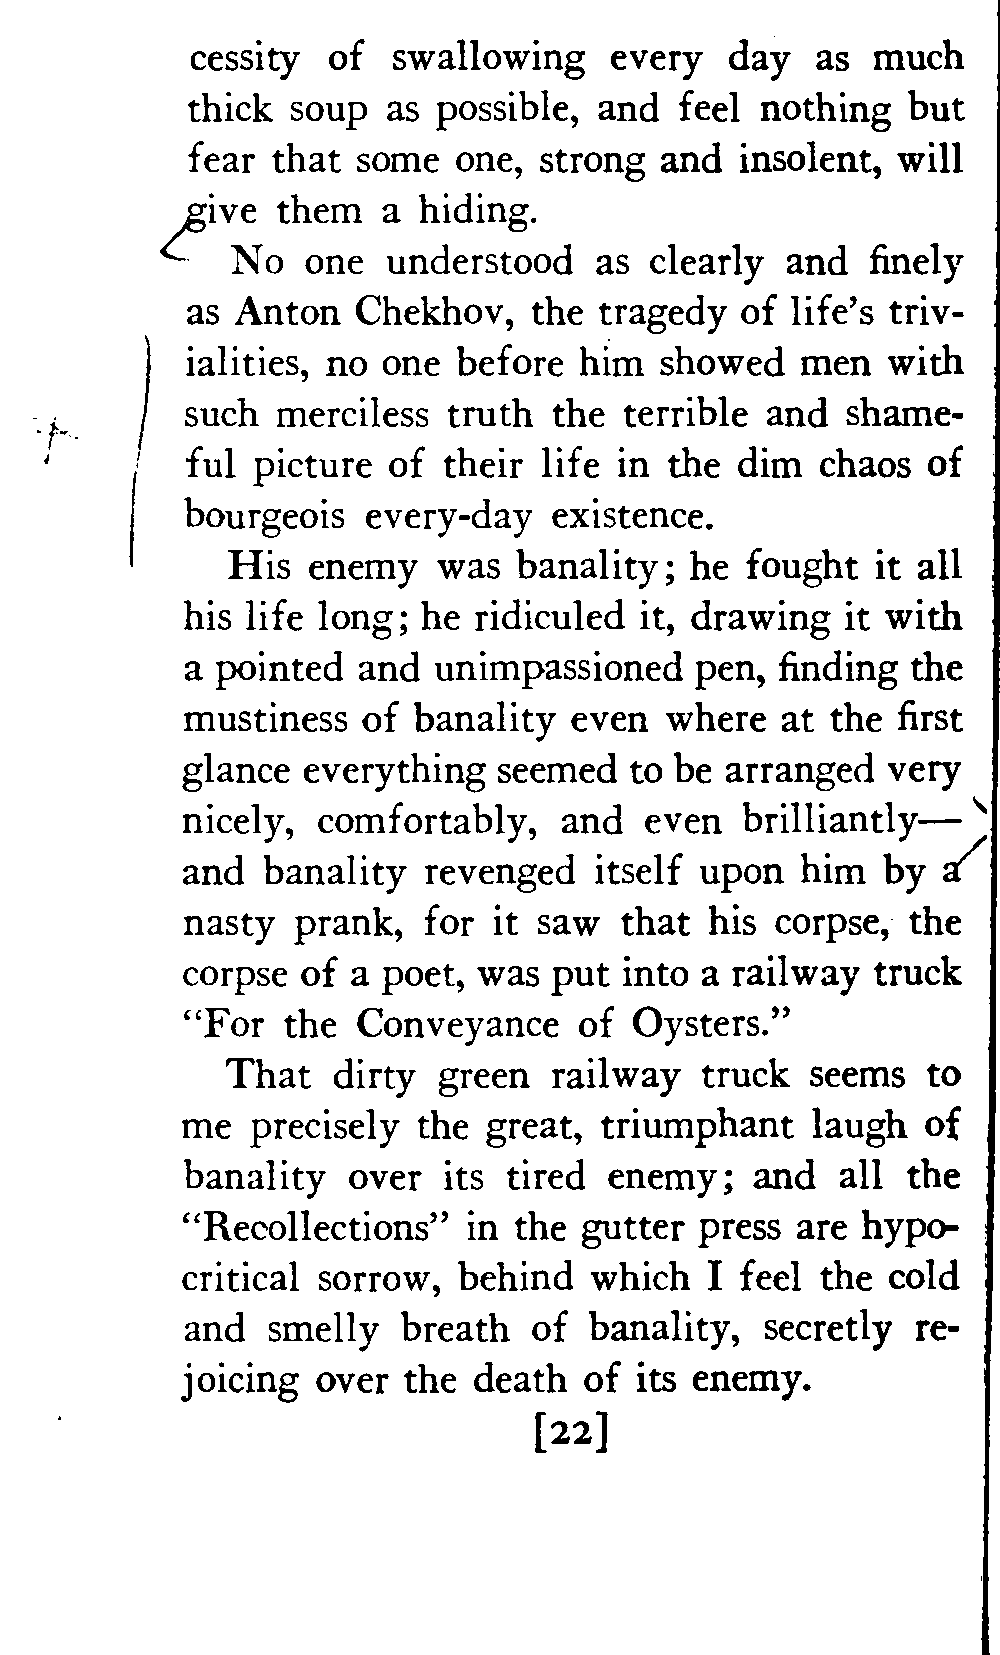 cessity of swallowing every day as much
thick soup as possible, and feel nothing but
fear that some one, strong and insolent, will
give them a hiding.
No one understood as clearly and finely
as Anton Chekhov, the tragedy of life's triv-
ialities, no one before him showed men with
such merciless truth the terrible and shame-
ful picture of their life in the dim chaos of
bourgeois every-day existence.
His enemy was banality; he fought it all
his life long; he ridiculed it, drawing it with
a pointed and unimpassioned pen, finding the
mustiness of banality even where at the first
glance everything seemed to be arranged very
nicely, comfortably, and even brilliantly—
and banality revenged itself upon him by a
nasty prank, for it saw that his corpse, the
corpse of a poet, was put into a railway truck
“For the Conveyance of Oysters.”
That dirty green railway truck seems to
me precisely the great, triumphant laugh of
banality over its tired enemy; and all the
“Recollections” in the gutter press are hypo-
critical sorrow, behind which I feel the cold
and smelly breath of banality, secretly re-
joicing over the death of its enemy.
[22]